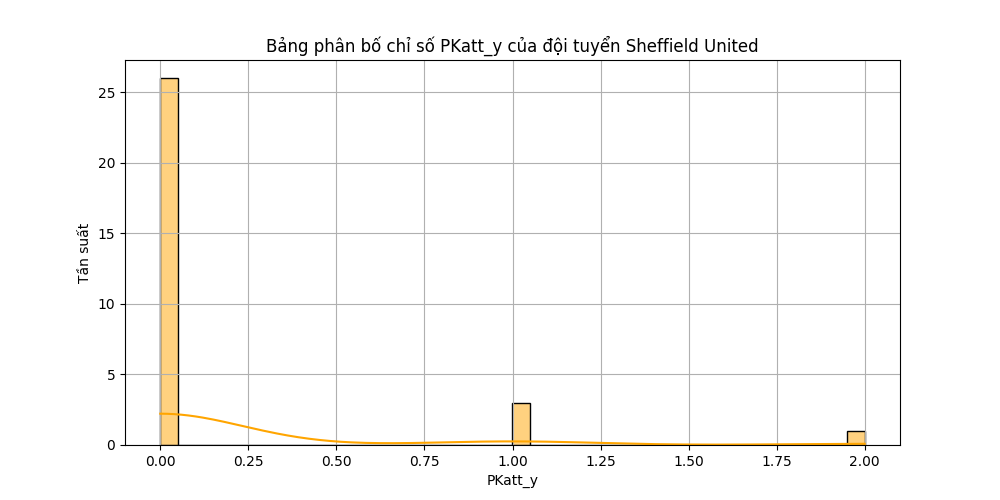 Bảng phân bố chỉ số PKatt_y của đội tuyển Sheffield United
25
20
15
10
5
0
Tần suất
0.00 0.25 0.50 0.75 1.00 1.25 1.50 1.75 2.00
PKatt_y